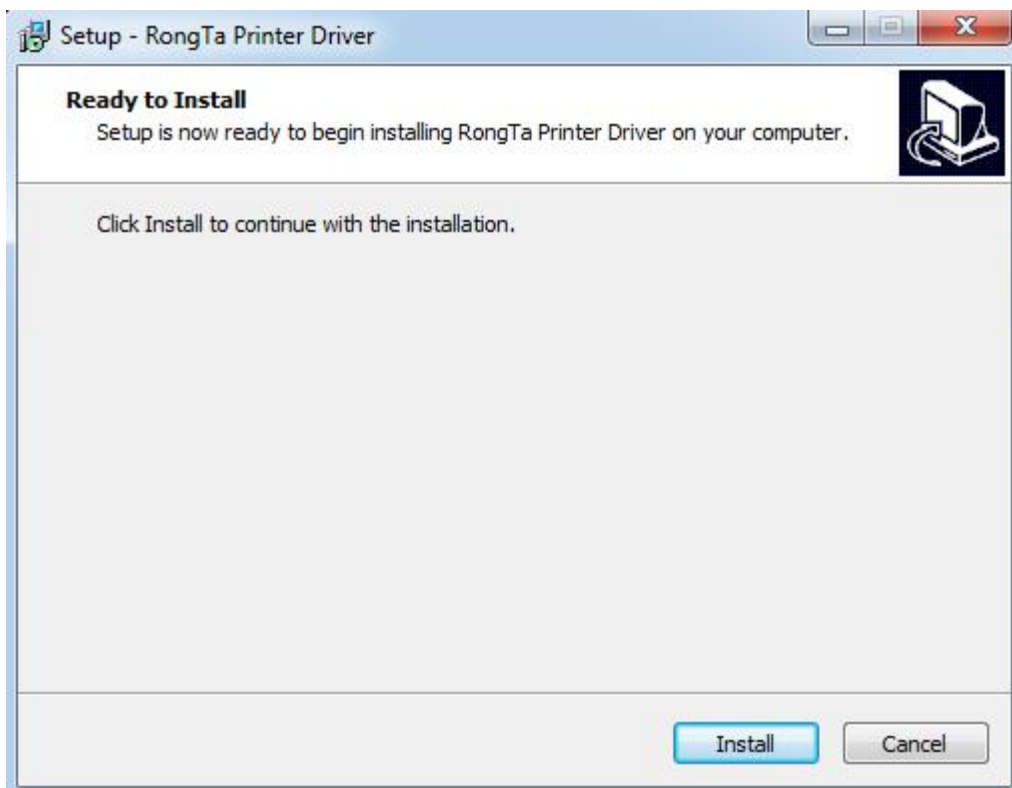 Setup - RongTa Printer Driver
Ready to Install
Setup is now ready to begin installing RongTa Printer Driver on your computer.
Click Install to continue with the installation.
Install
Cancel